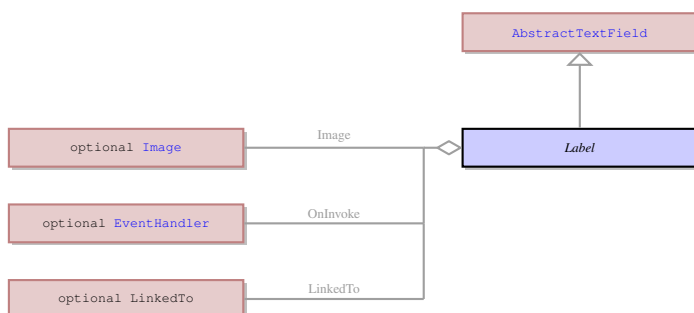 AbstractTextField
optional Image
Image
Label
optional EventHandler
OnInvoke
optional LinkedTo
LinkedTo